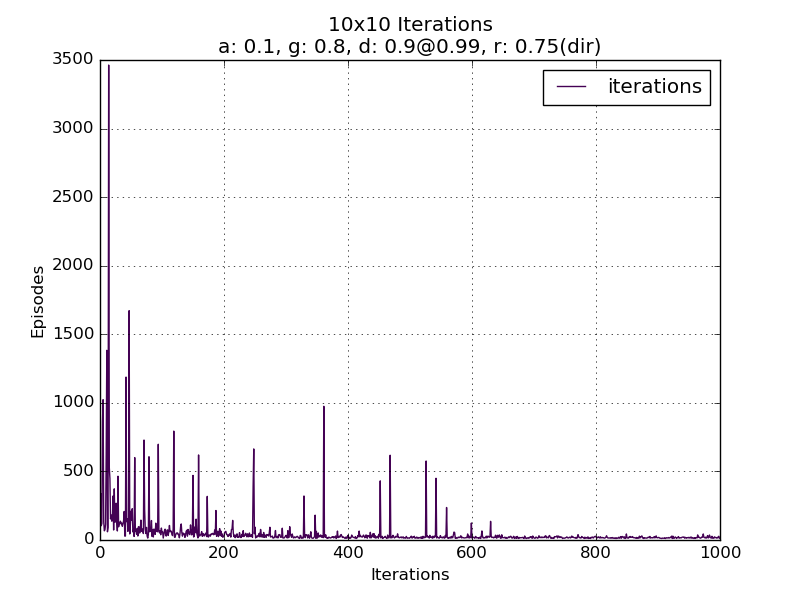 10x10 Iterations
a: 0.1, g: 0.8, d: 0.9@0.99, r: 0.75(dir)
iterations
3500
3000
2500
2000
1500
1000
500
0
Episodes
0 200 400 600 800 1000
Iterations